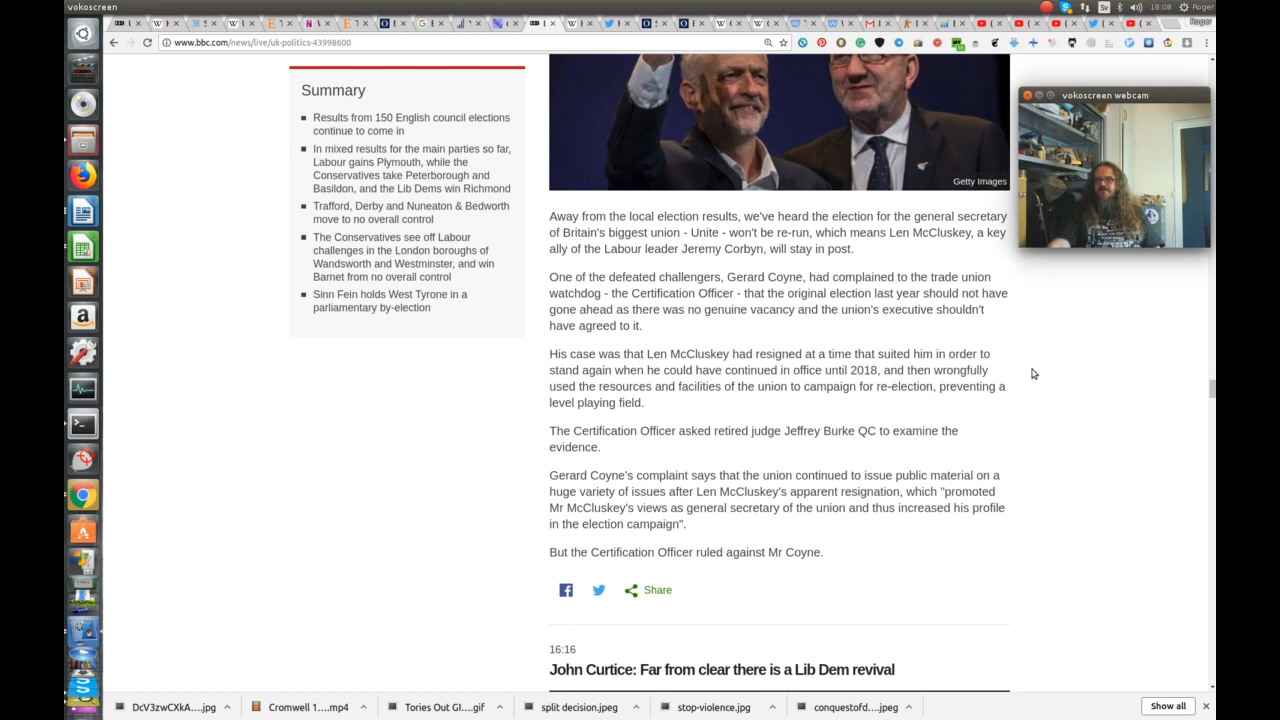 vokoscreen
Sv
18:08
Roger
Roger
www.bbc.com/news/live/uk-politics-43998600
Summary
Results from 150 English council elections
continue to come in
In mixed results for the main parties so far,
Labour gains Plymouth, while the
Conservatives take Peterborough and
Basildon, and the Lib Dems win Richmond
Trafford, Derby and Nuneaton & Bedworth
move to no overall control
The Conservatives see off Labour
challenges in the London boroughs of
Wandsworth and Westminster, and win
Barnet from no overall control
Sinn Fein holds West Tyrone in a
parliamentary by-election
Getty Images
vokoscreen webcam
Away from the local election results, we've heard the election for the general secretary
of Britain's biggest union - Unite - won't be re-run, which means Len McCluskey, a key
ally of the Labour leader Jeremy Corbyn, will stay in post.
One of the defeated challengers, Gerard Coyne, had complained to the trade union
watchdog - the Certification Officer - that the original election last year should not have
gone ahead as there was no genuine vacancy and the union's executive shouldn't
have agreed to it.
His case was that Len McCluskey had resigned at a time that suited him in order to
stand again when he could have continued in office until 2018, and then wrongfully
used the resources and facilities of the union to campaign for re-election, preventing a
level playing field.
The Certification Officer asked retired judge Jeffrey Burke QC to examine the
evidence.
Gerard Coyne's complaint says that the union continued to issue public material on a
huge variety of issues after Len McCluskey's apparent resignation, which "promoted
Mr McCluskey's views as general secretary of the union and thus increased his profile
in the election campaign".
But the Certification Officer ruled against Mr Coyne.
Share
16:16
John Curtice: Far from clear there is a Lib Dem revival
DcV3zwCXkA....jpg
Cromwell 1....mp4
Tories Out GI....gif
split decision.jpeg
stop-violence.jpg
conquestofd....jpeg
Show all